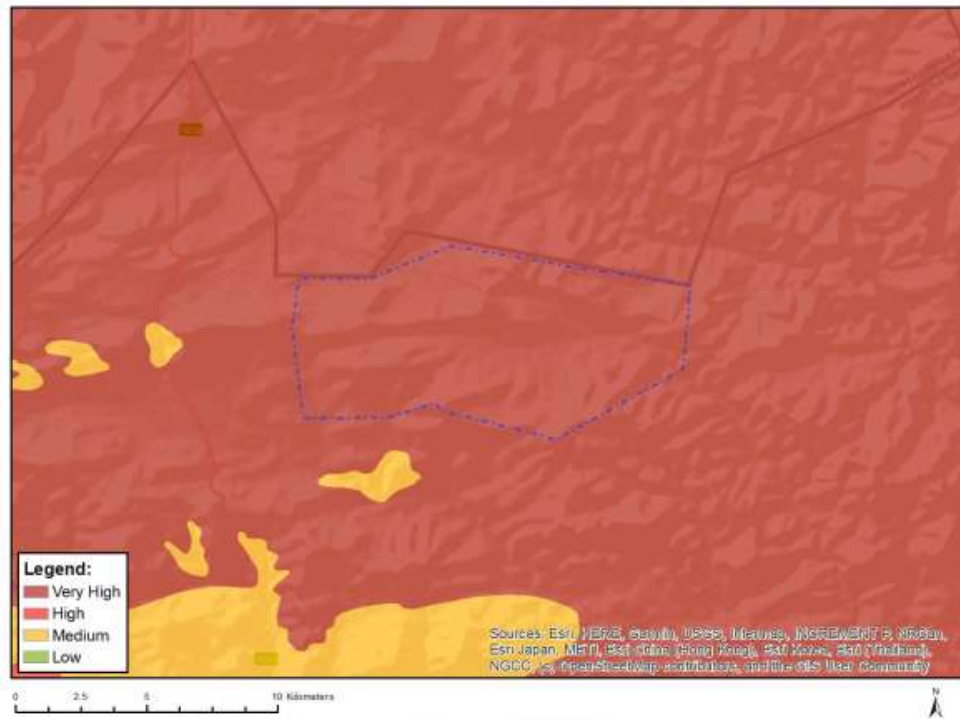 Legend:
Very High
High
Medium
Low
Sources: Esri, HERE, Garmin, USGS, Intermap, INCREMENT P, NRCan,
Esri Japan, METI, Esri China (Hong Kong), Esri Korea, Esri (Thailand),
NGCC, (c) OpenStreetMap contributors, and the GIS User Community
0 2.5 5 10 Kilometers
N